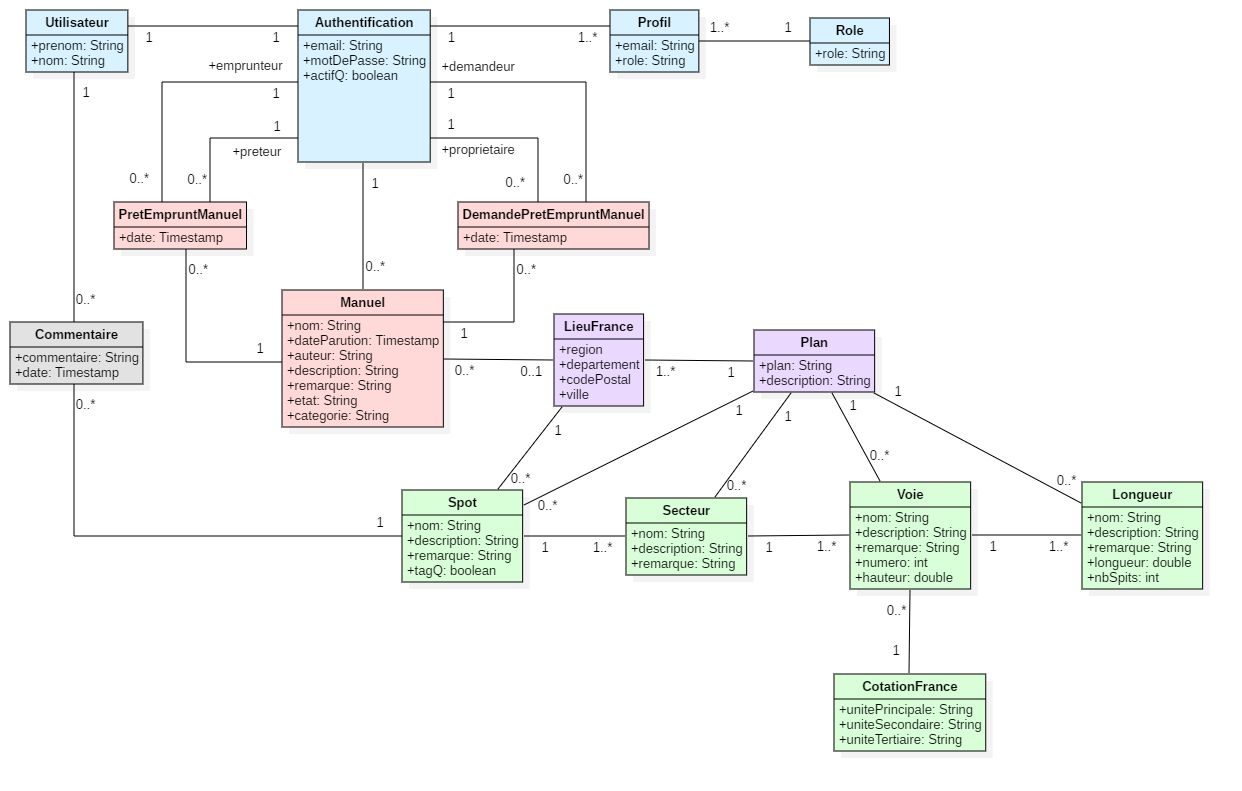 Utilisateur
+prenom: String
+nom: String
1
1
Authentification
+email: String
+motDePasse: String
+actifQ: boolean
1
1..*
Profil
+email: String
+role: String
1..*
1
Role
+role: String
+emprunteur
1
+demandeur
1
1
+preteur
1
+proprietaire
1
0..*
0..*
1
0..*
0..*
PretEmpruntManuel
+date: Timestamp
DemandePretEmpruntManuel
+date: Timestamp
0..*
0..*
0..*
0..*
Commentaire
+commentaire: String
+date: Timestamp
0..*
1
Manuel
+nom: String
+dateParution: Timestamp
+auteur: String
+description: String
+remarque: String
+etat: String
+categorie: String
1
0..*
0..1
LieuFrance
+region
+departement
+codePostal
+ville
1..*
1
Plan
+plan: String
+description: String
1
1
1
1
1
0..*
0..*
0..*
0..*
0..*
1
Spot
+nom: String
+description: String
+remarque: String
+tagQ: boolean
1
1..*
Secteur
+nom: String
+description: String
+remarque: String
1
1..*
Voie
+nom: String
+description: String
+remarque: String
+numero: int
+hauteur: double
1
1..*
Longueur
+nom: String
+description: String
+remarque: String
+longueur: double
+nbSpits: int
0..*
1
CotationFrance
+unitePrincipale: String
+uniteSecondaire: String
+uniteTertiaire: String